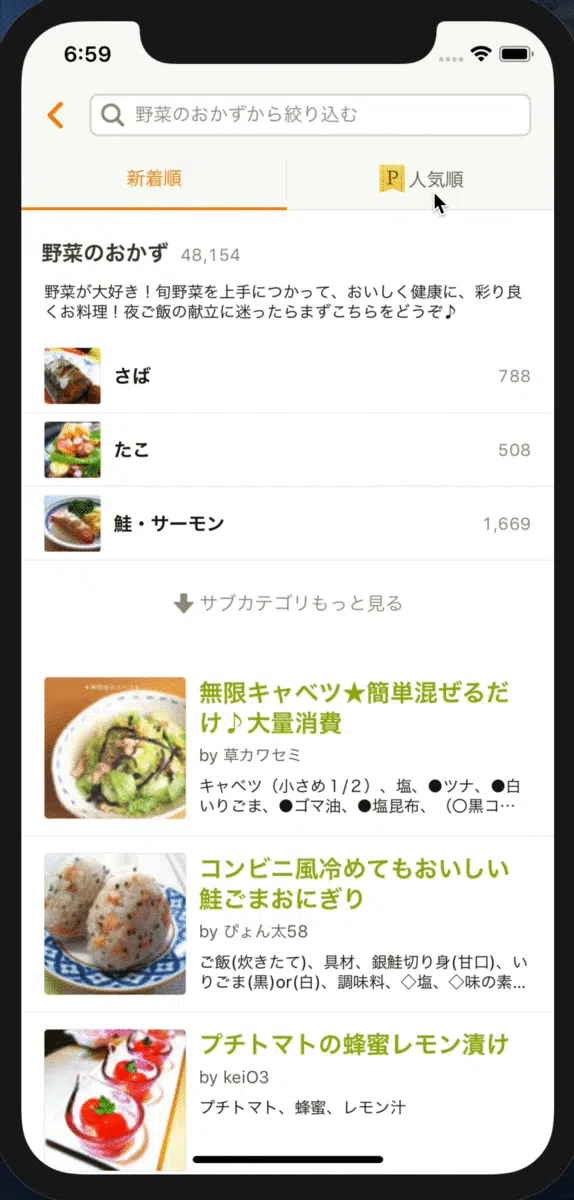 6:59
野菜のおかずから絞り込む
新着順
P 人気順
野菜のおかず 48,154
野菜が大好き！旬野菜を上手につかって、おいしく健康に、彩り良
くお料理！夜ご飯の献立に迷ったらまずこちらをどうぞ♪
さば 788
たこ 508
鮭・サーモン 1,669
サブカテゴリもっと見る
無限キャベツ★簡単混ぜるだ
け♪大量消費
by 草カワセミ
キャベツ（小さめ１/２）、塩、●ツナ、●白
いりごま、●ゴマ油、●塩昆布、（〇黒コ…
コンビニ風冷めてもおいしい
鮭ごまおにぎり
by ぴょん太58
ご飯(炊きたて)、具材、銀鮭切り身(甘口)、い
りごま(黒)or(白)、調味料、◇塩、◇味の素…
プチトマトの蜂蜜レモン漬け
by keiO3
プチトマト、蜂蜜、レモン汁